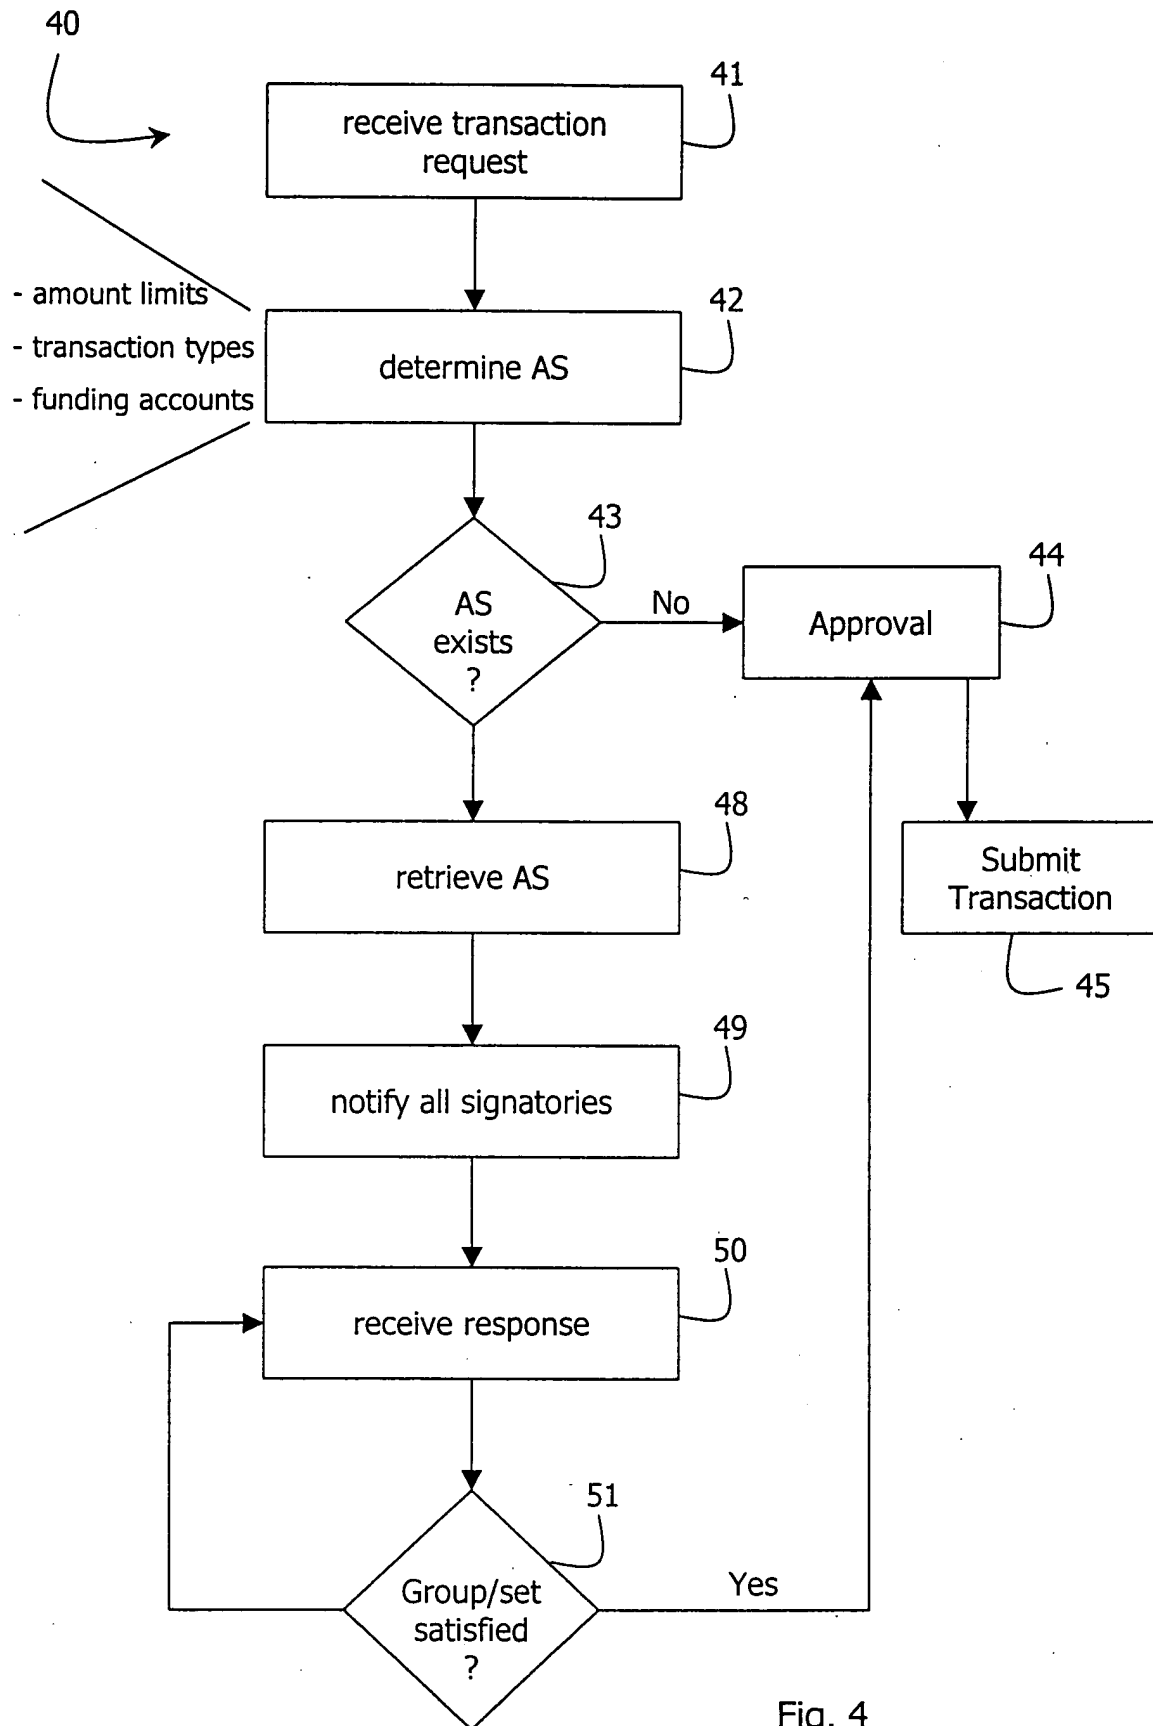 40
41
receive transaction
request
- amount limits
- transaction types
- funding accounts
42
determine AS
43
AS
exists
?
No
44
Approval
48
retrieve AS
Submit
Transaction
45
49
notify all signatories
50
receive response
51
Group/set
satisfied
?
Yes
Fig. 4